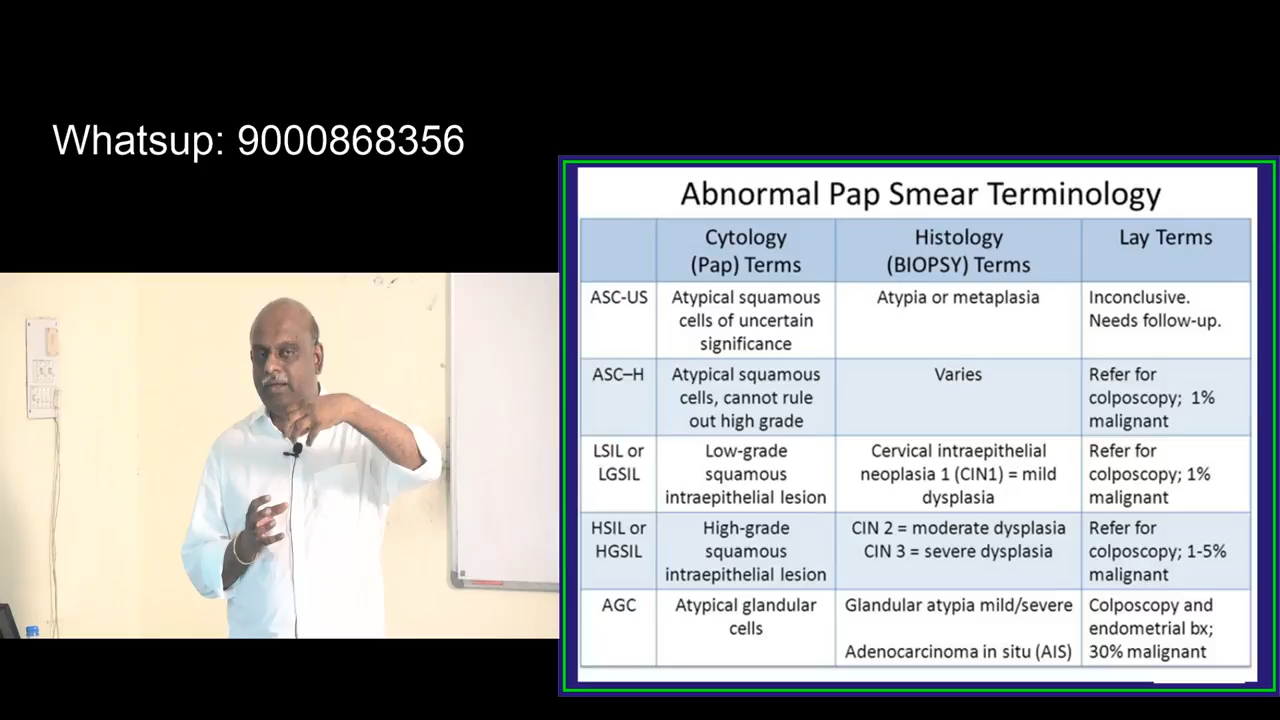 Whatsup: 9000868356
Abnormal Pap Smear Terminology
Cytology
(Pap) Terms
Histology
(BIOPSY) Terms
Lay Terms
ASC-US
Atypical squamous
cells of uncertain
significance
Atypia or metaplasia
Inconclusive.
Needs follow-up.
ASC–H
Atypical squamous
cells, cannot rule
out high grade
Varies
Refer for
colposcopy; 1%
malignant
LSIL or
LGSIL
Low-grade
squamous
intraepithelial lesion
Cervical intraepithelial
neoplasia 1 (CIN1) = mild
dysplasia
Refer for
colposcopy; 1%
malignant
HSIL or
HGSIL
High-grade
squamous
intraepithelial lesion
CIN 2 = moderate dysplasia
CIN 3 = severe dysplasia
Refer for
colposcopy; 1-5%
malignant
AGC
Atypical glandular
cells
Glandular atypia mild/severe
Adenocarcinoma in situ (AIS)
Colposcopy and
endometrial bx;
30% malignant